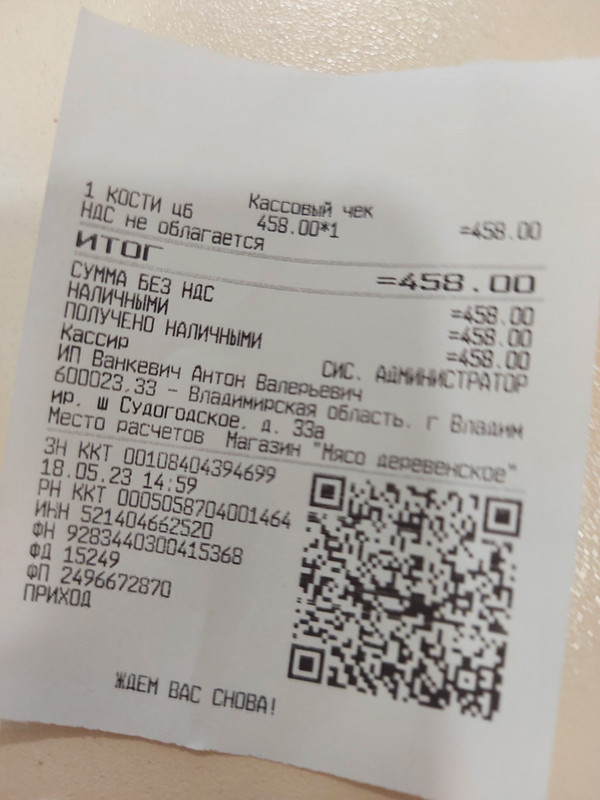 Кассовый чек
1 КОСТИ цб 458.00*1 =458.00
НДС не облагается
ИТОГ =458.00
СУММА БЕЗ НДС =458.00
НАЛИЧНЫМИ =458.00
ПОЛУЧЕНО НАЛИЧНЫМИ =458.00
Кассир СИС. АДМИНИСТРАТОР
ИП Ванкевич Антон Валерьевич
600023,33 - Владимирская область, г Владим
ир, ш Судогодское, д. 33а
Место расчетов Магазин "Мясо деревенское"
ЗН ККТ 00108404394699
18.05.23 14:59
РН ККТ 0005058704001464
ИНН 521404662520
ФН 9283440300415368
ФД 15249
ФП 2496672870
ПРИХОД
ЖДЕМ ВАС СНОВА!